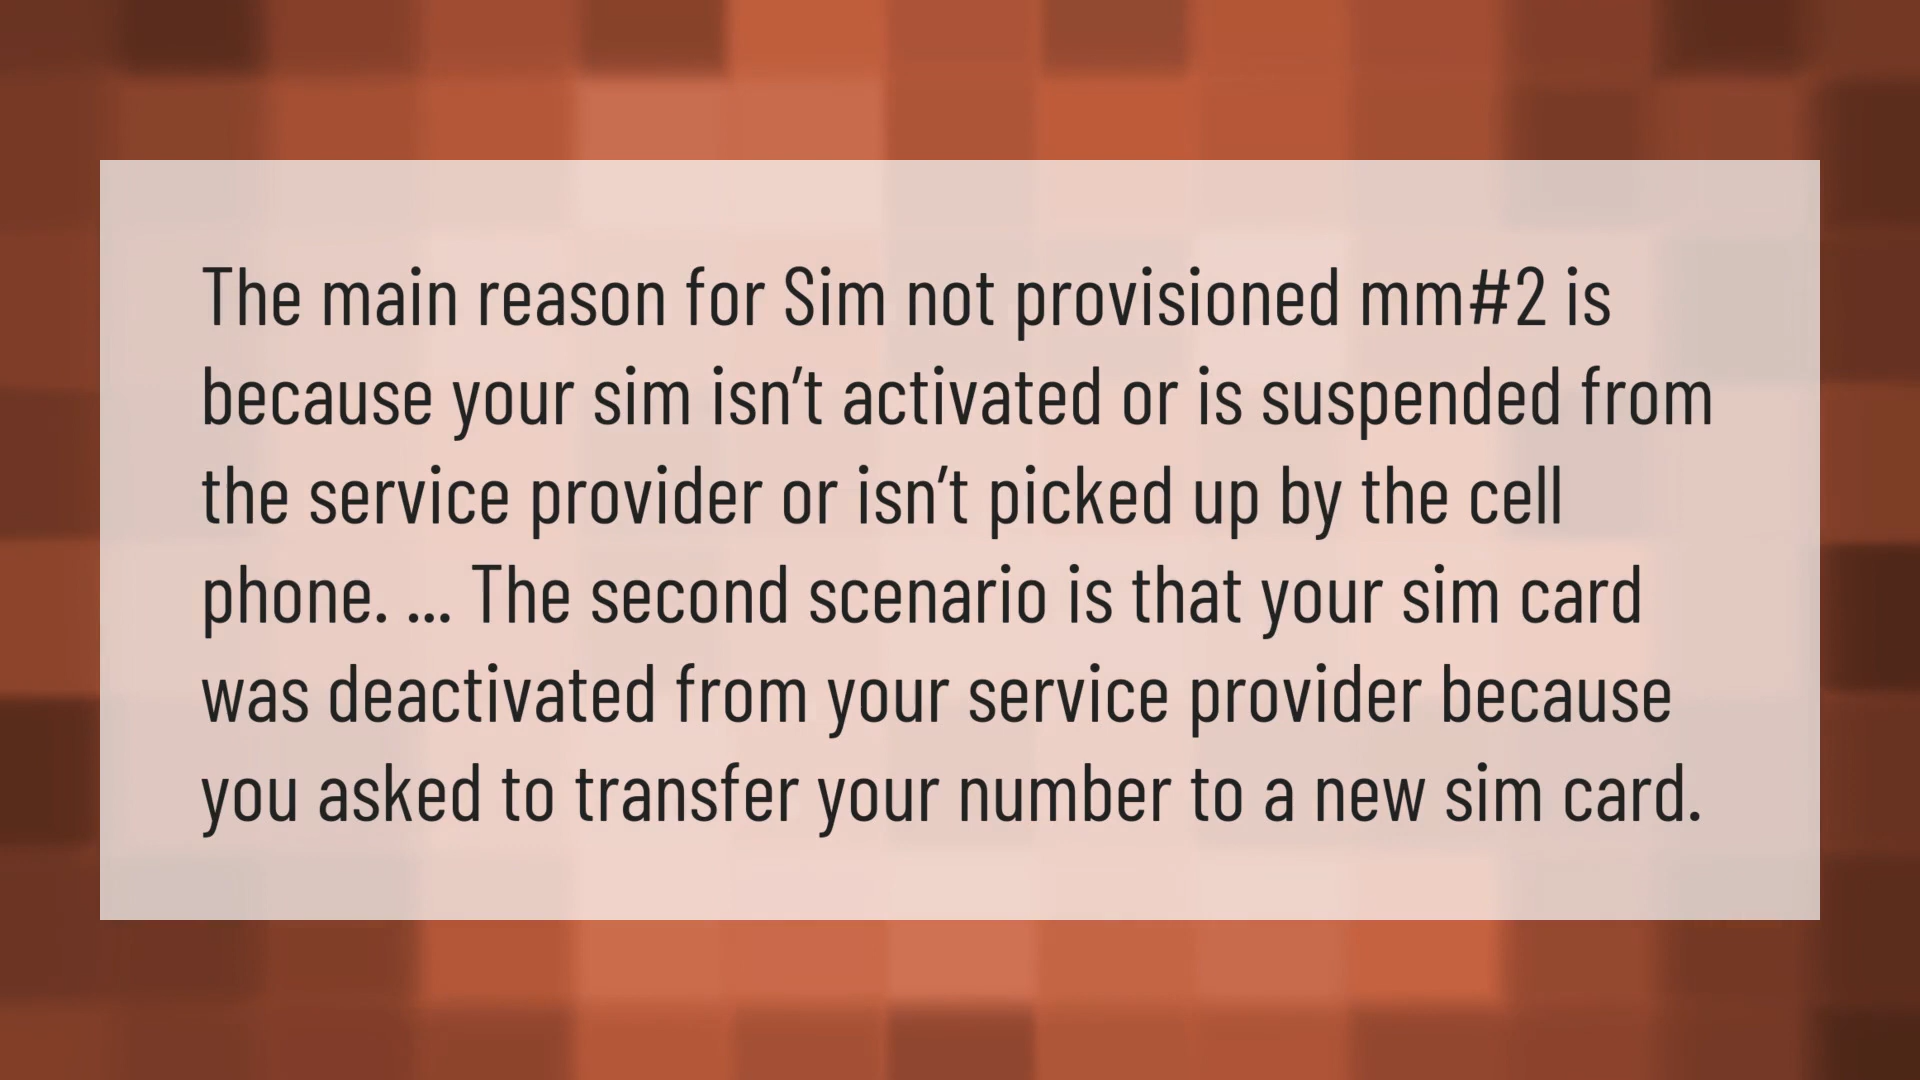 The main reason for Sim not provisioned mm#2 is
because your sim isn’t activated or is suspended from
the service provider or isn’t picked up by the cell
phone. ... The second scenario is that your sim card
was deactivated from your service provider because
you asked to transfer your number to a new sim card.